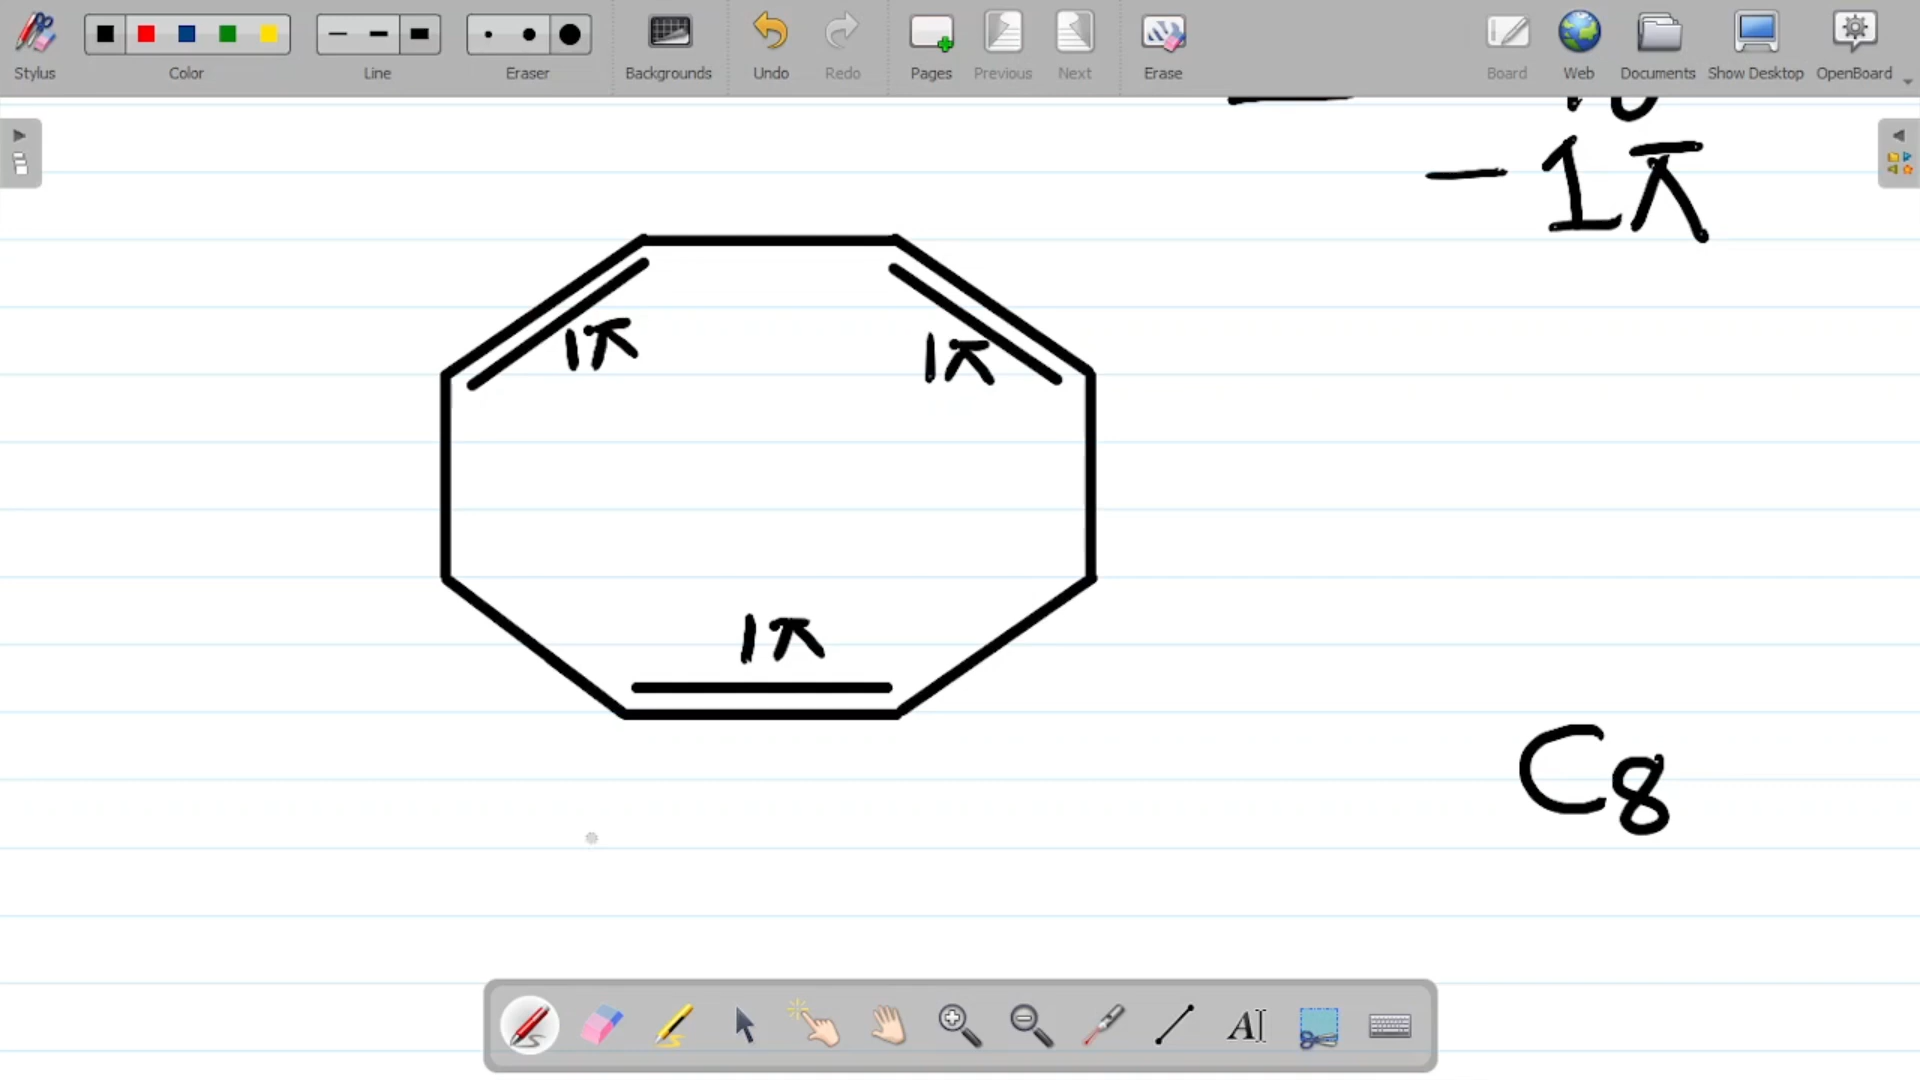 Stylus Color Line Eraser Backgrounds Undo Redo Pages Previous Next Erase Board Web Documents Show Desktop OpenBoard
- 1π
1π 1π
1π
C8